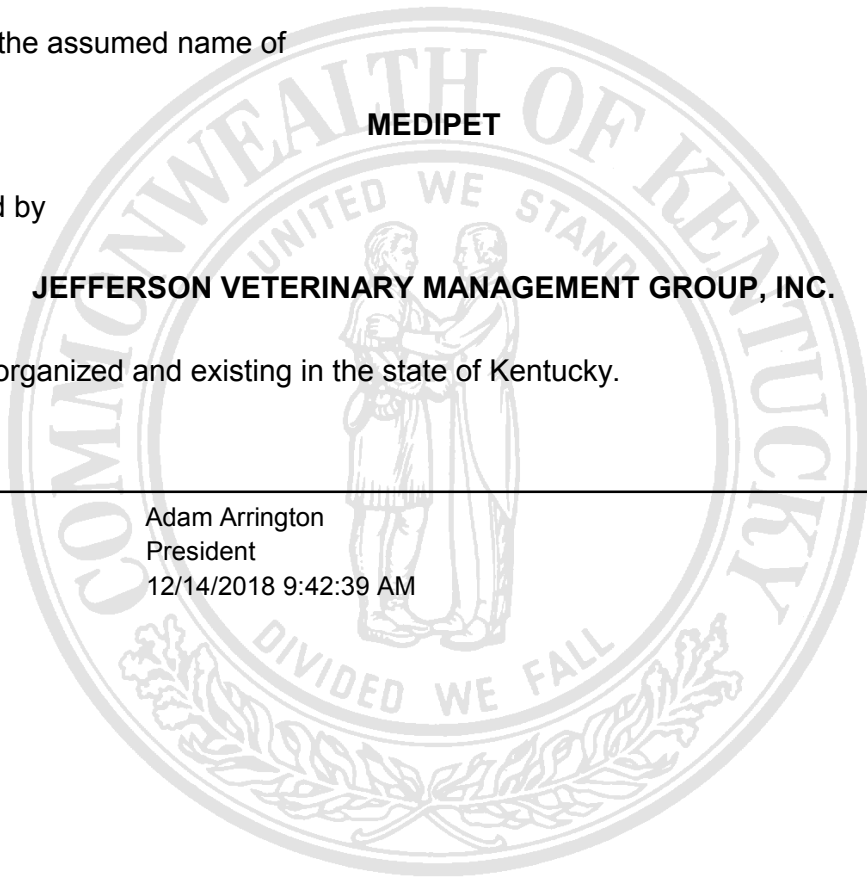 the assumed name of
MEDIPET
d by
JEFFERSON VETERINARY MANAGEMENT GROUP, INC.
organized and existing in the state of Kentucky.
Adam Arrington
President
12/14/2018 9:42:39 AM
COMMONWEALTH OF KENTUCKY
UNITED WE STAND
DIVIDED WE FALL